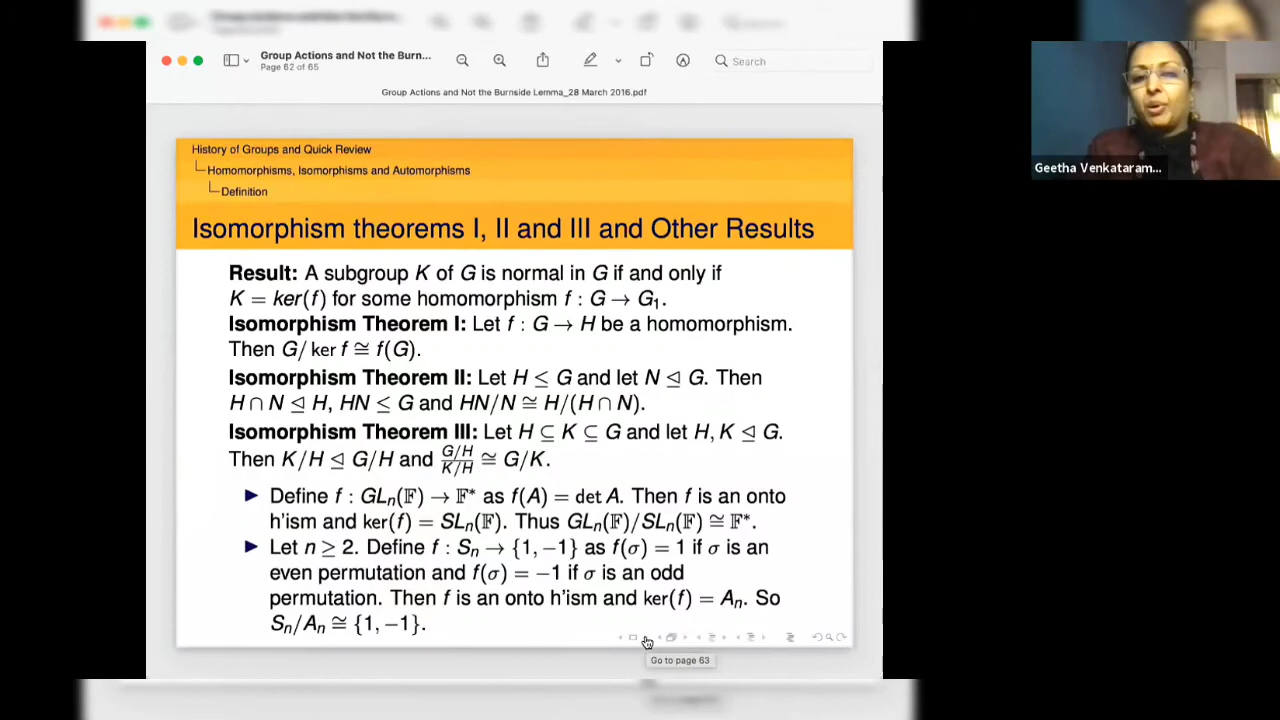 Group Actions and Not the Burn...
Page 62 of 65
Search
Group Actions and Not the Burnside Lemma_28 March 2016.pdf
History of Groups and Quick Review
Homomorphisms, Isomorphisms and Automorphisms
Definition
Isomorphism theorems I, II and III and Other Results
Result: A subgroup K of G is normal in G if and only if
K = ker(f) for some homomorphism f : G → G₁.
Isomorphism Theorem I: Let f : G → H be a homomorphism.
Then G/ ker f ≅ f(G).
Isomorphism Theorem II: Let H ≤ G and let N ⊴ G. Then
H ∩ N ⊴ H, HN ≤ G and HN/N ≅ H/(H ∩ N).
Isomorphism Theorem III: Let H ⊆ K ⊆ G and let H, K ⊴ G.
Then K/H ⊴ G/H and (G/H)/(K/H) ≅ G/K.
▶ Define f : GLₙ(𝔽) → 𝔽* as f(A) = det A. Then f is an onto
h'ism and ker(f) = SLₙ(𝔽). Thus GLₙ(𝔽)/SLₙ(𝔽) ≅ 𝔽*.
▶ Let n ≥ 2. Define f : Sₙ → {1, −1} as f(σ) = 1 if σ is an
even permutation and f(σ) = −1 if σ is an odd
permutation. Then f is an onto h'ism and ker(f) = Aₙ. So
Sₙ/Aₙ ≅ {1, −1}.
Go to page 63
Geetha Venkataram...